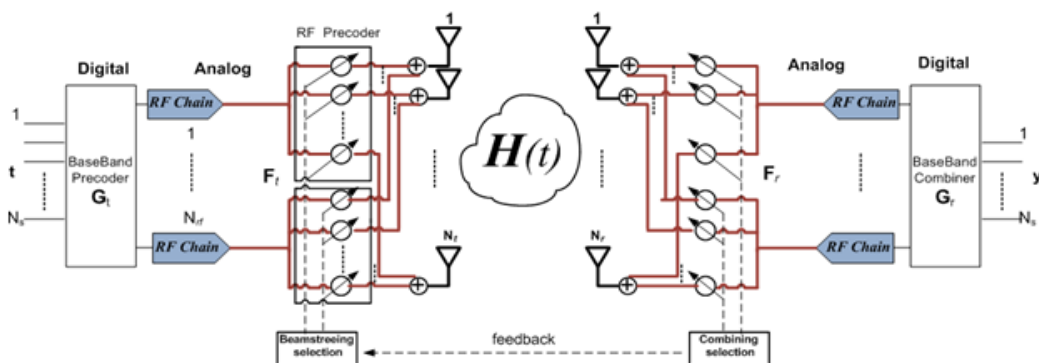 1
RF Precoder
1
Digital
Analog
Analog
Digital
RF Chain
RF Chain
1
1
1
t
BaseBand
Precoder
G_t
F_t
H(t)
F_r
BaseBand
Combiner
G_r
y
N_s
N_rf
N_s
RF Chain
N_t
N_r
RF Chain
Beamstreeing
selection
feedback
Combining
selection